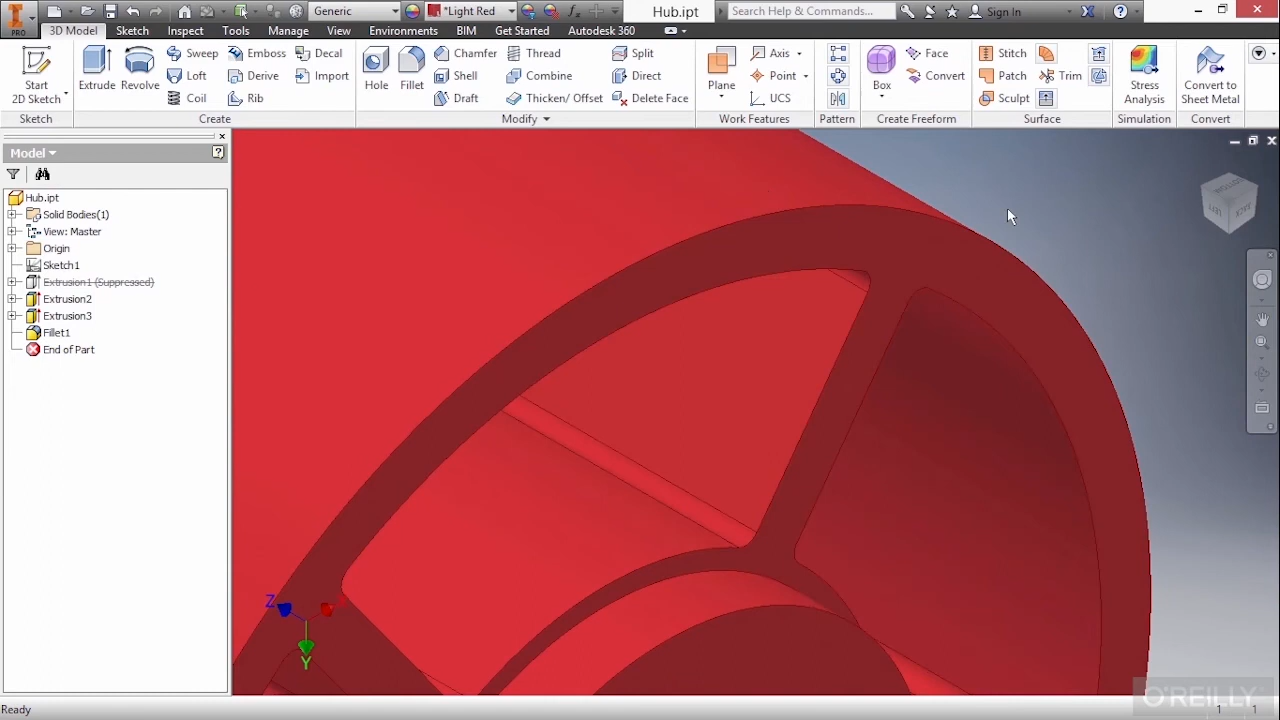 Generic *Light Red Hub.ipt Search Help & Commands... Sign In
PRO 3D Model Sketch Inspect Tools Manage View Environments BIM Get Started Autodesk 360
Start 2D Sketch
Extrude Revolve
Sweep Emboss Decal
Loft Derive Import
Coil Rib
Hole Fillet
Chamfer Thread Split
Shell Combine Direct
Draft Thicken/ Offset Delete Face
Plane
Axis
Point
UCS
Box
Face
Convert
Stitch
Patch Trim
Sculpt
Stress Analysis
Convert to Sheet Metal
Sketch Create Modify Work Features Pattern Create Freeform Surface Simulation Convert
Model
Hub.ipt
Solid Bodies(1)
View: Master
Origin
Sketch1
Extrusion1 (Suppressed)
Extrusion2
Extrusion3
Fillet1
End of Part
Z
Y
O'REILLY
Ready 1 1